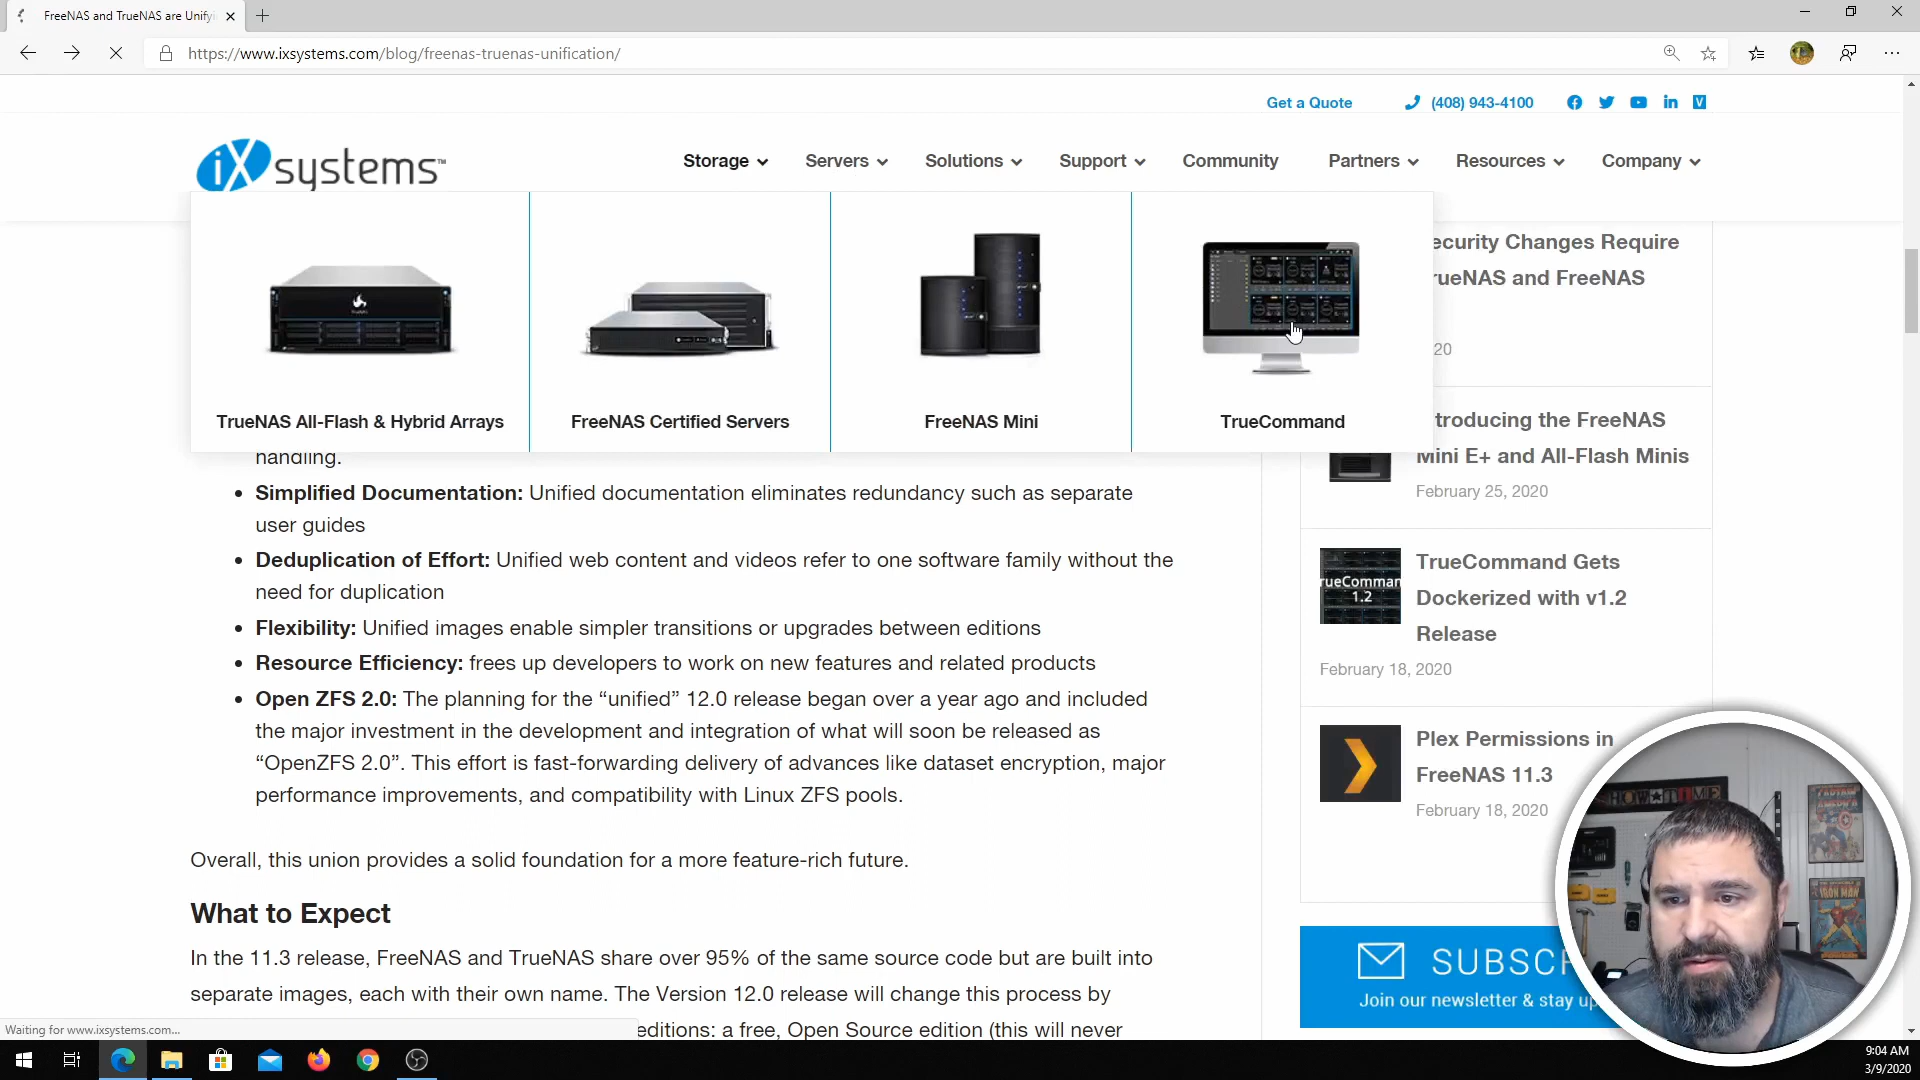 FreeNAS and TrueNAS are Unifyi
https://www.ixsystems.com/blog/freenas-truenas-unification/
Get a Quote
(408) 943-4100
iXsystems™
Storage
Servers
Solutions
Support
Community
Partners
Resources
Company
TrueNAS All-Flash & Hybrid Arrays
FreeNAS Certified Servers
FreeNAS Mini
TrueCommand
handling.
• Simplified Documentation: Unified documentation eliminates redundancy such as separate
user guides
• Deduplication of Effort: Unified web content and videos refer to one software family without the
need for duplication
• Flexibility: Unified images enable simpler transitions or upgrades between editions
• Resource Efficiency: frees up developers to work on new features and related products
• Open ZFS 2.0: The planning for the “unified” 12.0 release began over a year ago and included
the major investment in the development and integration of what will soon be released as
“OpenZFS 2.0”. This effort is fast-forwarding delivery of advances like dataset encryption, major
performance improvements, and compatibility with Linux ZFS pools.
Overall, this union provides a solid foundation for a more feature-rich future.
What to Expect
In the 11.3 release, FreeNAS and TrueNAS share over 95% of the same source code but are built into
separate images, each with their own name. The Version 12.0 release will change this process by
editions: a free, Open Source edition (this will never
Waiting for www.ixsystems.com...
ecurity Changes Require
rueNAS and FreeNAS
20
troducing the FreeNAS
Mini E+ and All-Flash Minis
February 25, 2020
rueComman
1.2
TrueCommand Gets
Dockerized with v1.2
Release
February 18, 2020
Plex Permissions in
FreeNAS 11.3
February 18, 2020
SUBSC
Join our newsletter & stay up
CAPTAIN
AMERICA
IRON MAN
9:04 AM
3/9/2020